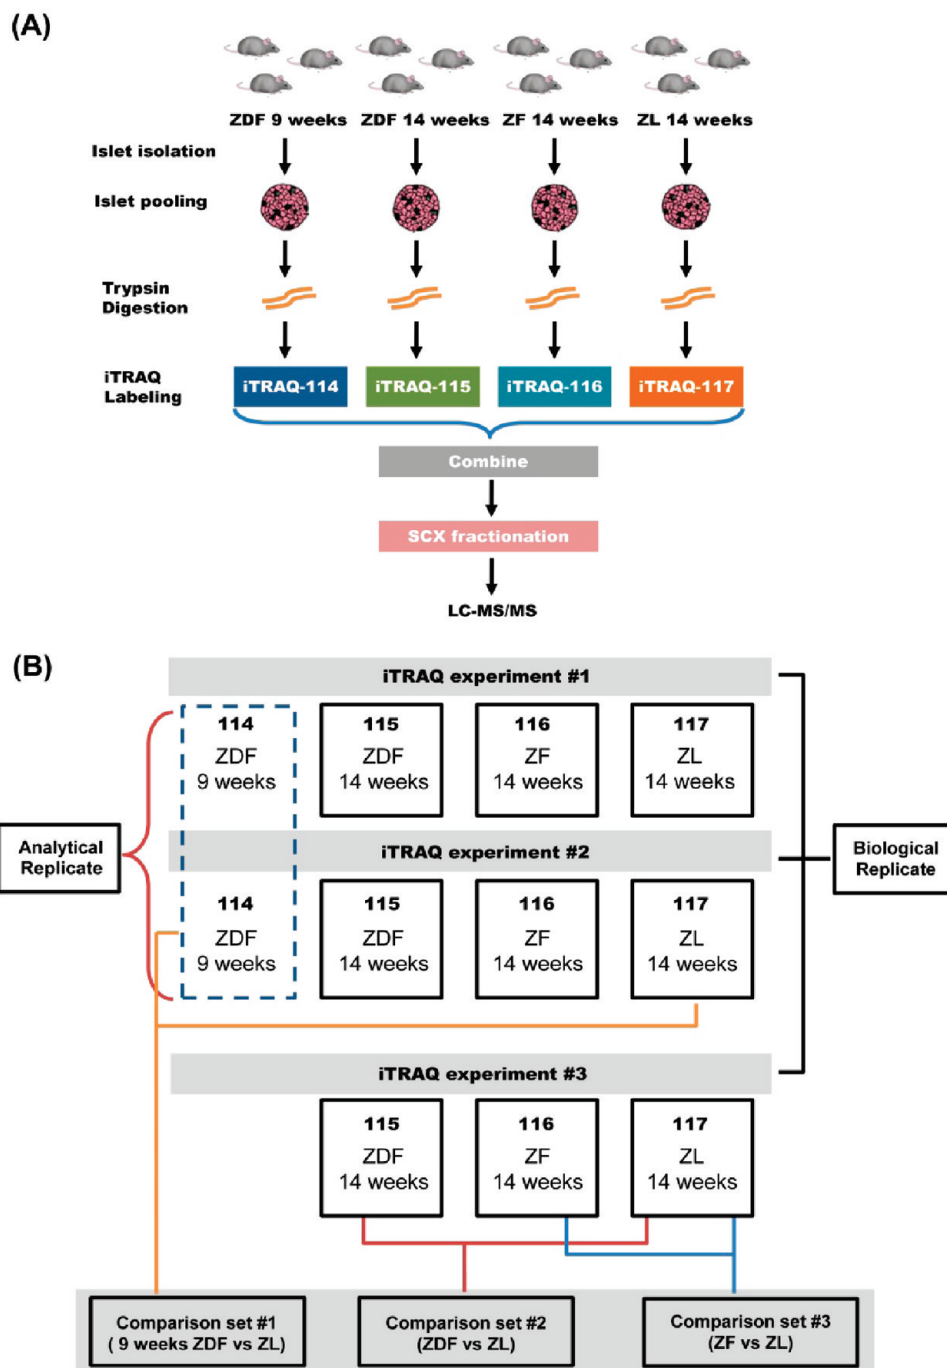 (A)
ZDF 9 weeks ZDF 14 weeks ZF 14 weeks ZL 14 weeks
Islet isolation
Islet pooling
Trypsin
Digestion
iTRAQ
Labeling
iTRAQ-114 iTRAQ-115 iTRAQ-116 iTRAQ-117
Combine
SCX fractionation
LC-MS/MS
(B)
iTRAQ experiment #1
114
ZDF
9 weeks
115
ZDF
14 weeks
116
ZF
14 weeks
117
ZL
14 weeks
Analytical
Replicate
iTRAQ experiment #2
Biological
Replicate
114
ZDF
9 weeks
115
ZDF
14 weeks
116
ZF
14 weeks
117
ZL
14 weeks
iTRAQ experiment #3
115
ZDF
14 weeks
116
ZF
14 weeks
117
ZL
14 weeks
Comparison set #1
( 9 weeks ZDF vs ZL)
Comparison set #2
(ZDF vs ZL)
Comparison set #3
(ZF vs ZL)